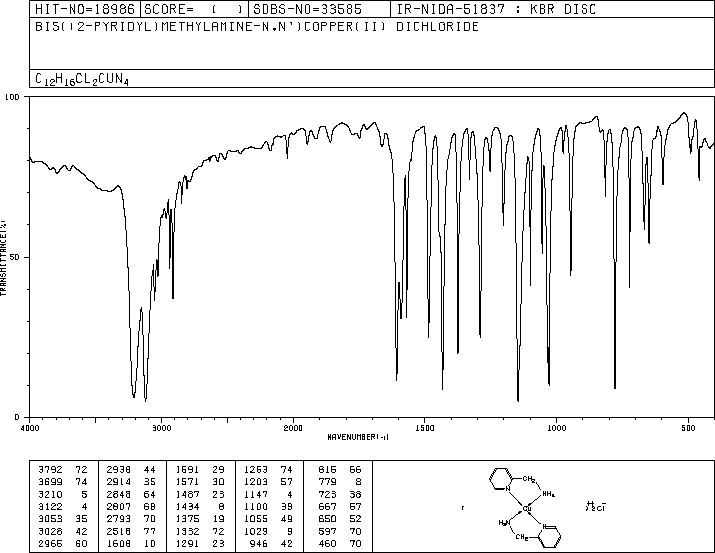 HIT-NO=18986 SCORE= ( ) SDBS-NO=33585 IR-NIDA-51837 : KBR DISC
BIS((2-PYRIDYL)METHYLAMINE-N,N')COPPER(II) DICHLORIDE
C12H16CL2CUN4
100
TRANSMITTANCE(%)
50
0
4000 3000 2000 1500 1000 500
WAVENUMBER(-1)
3792 72 2938 44 1591 29 1263 74 816 56
3699 74 2914 35 1571 30 1203 57 779 8
3210 5 2848 64 1487 23 1147 4 723 38
3122 4 2807 68 1434 8 1100 39 667 57
3053 35 2793 70 1375 19 1055 49 650 52
3028 42 2518 77 1332 72 1029 9 597 70
2965 60 1608 10 1291 23 946 42 460 70
N
CH2
NH2
Cu
H2N
CH2
N